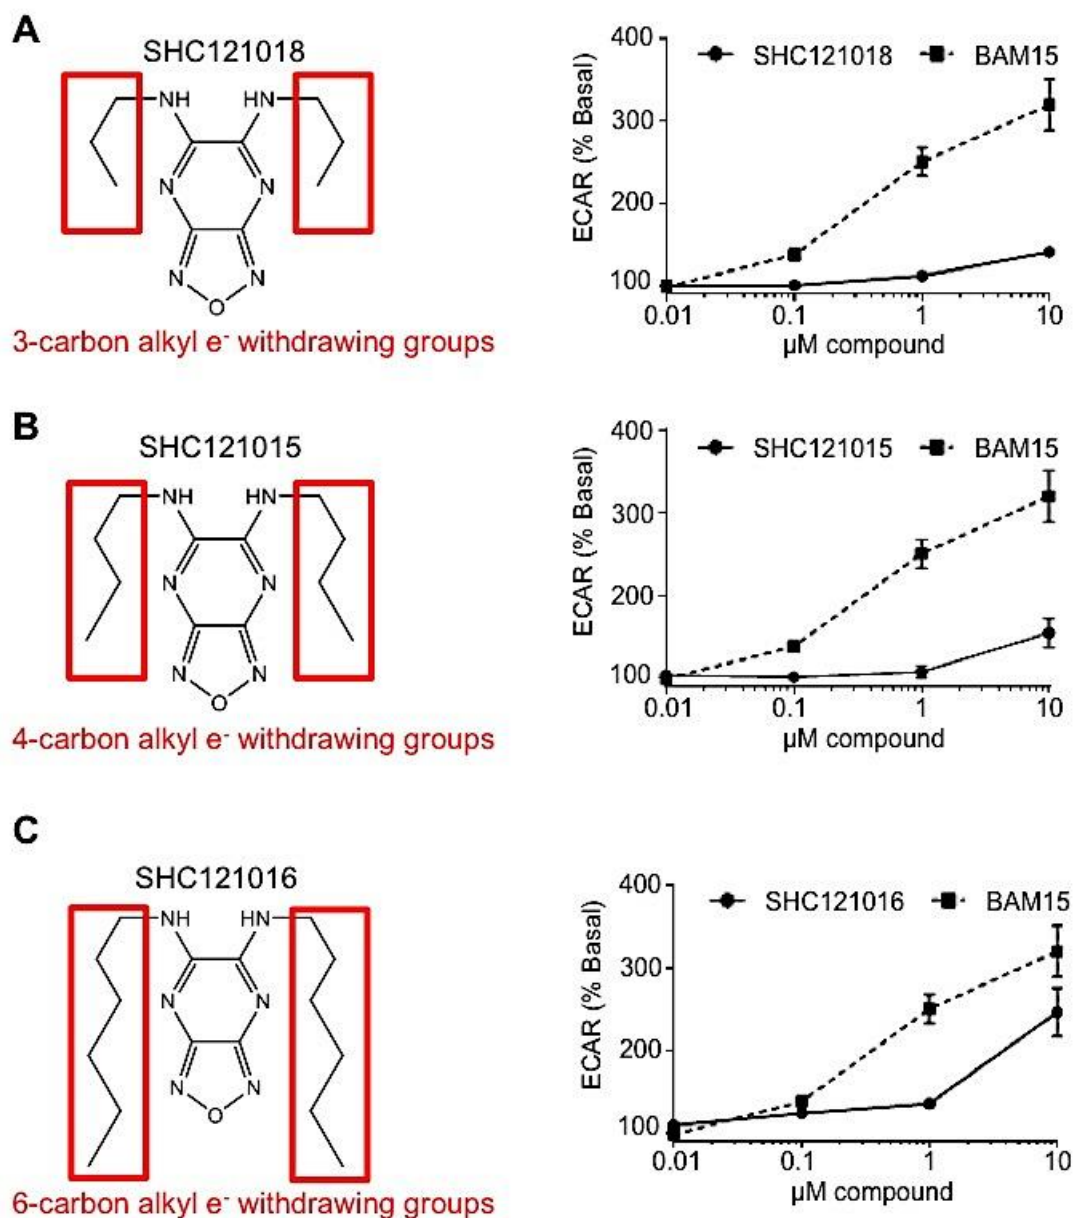 A
SHC121018
NH HN
N N
N N
O
3-carbon alkyl e⁻ withdrawing groups
SHC121018 BAM15
ECAR (% Basal)
400
300
200
100
0.01 0.1 1 10
µM compound
B
SHC121015
NH HN
N N
N N
O
4-carbon alkyl e⁻ withdrawing groups
SHC121015 BAM15
ECAR (% Basal)
400
300
200
100
0.01 0.1 1 10
µM compound
C
SHC121016
NH HN
N N
N N
O
6-carbon alkyl e⁻ withdrawing groups
SHC121016 BAM15
ECAR (% Basal)
400
300
200
100
0.01 0.1 1 10
µM compound